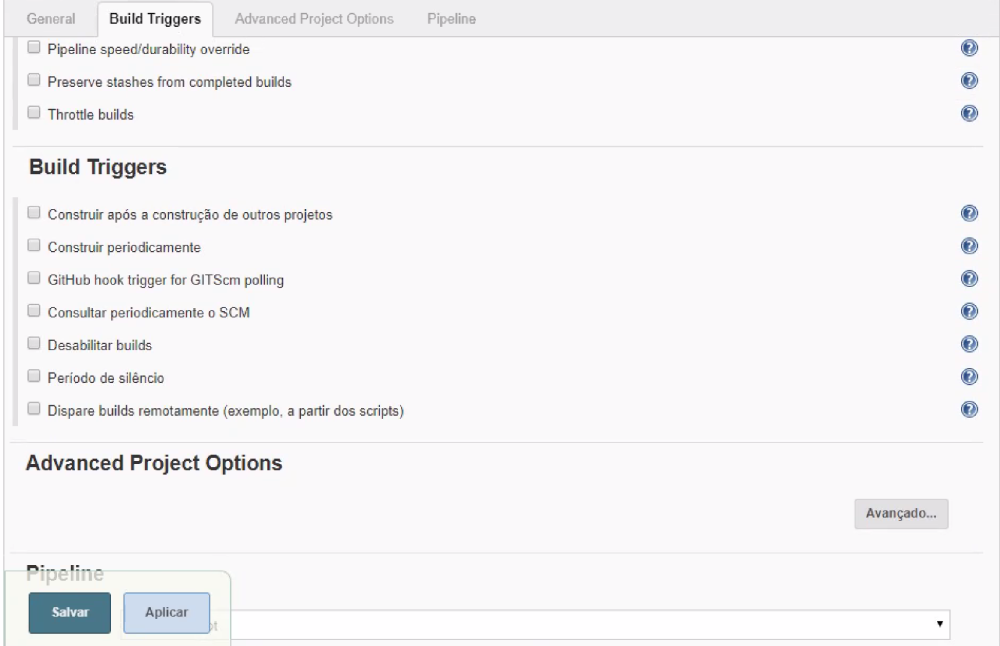 General Build Triggers Advanced Project Options Pipeline
Pipeline speed/durability override
Preserve stashes from completed builds
Throttle builds
Build Triggers
Construir após a construção de outros projetos
Construir periodicamente
GitHub hook trigger for GITScm polling
Consultar periodicamente o SCM
Desabilitar builds
Período de silêncio
Dispare builds remotamente (exemplo, a partir dos scripts)
Advanced Project Options
Avançado...
Pipeline
Salvar Aplicar